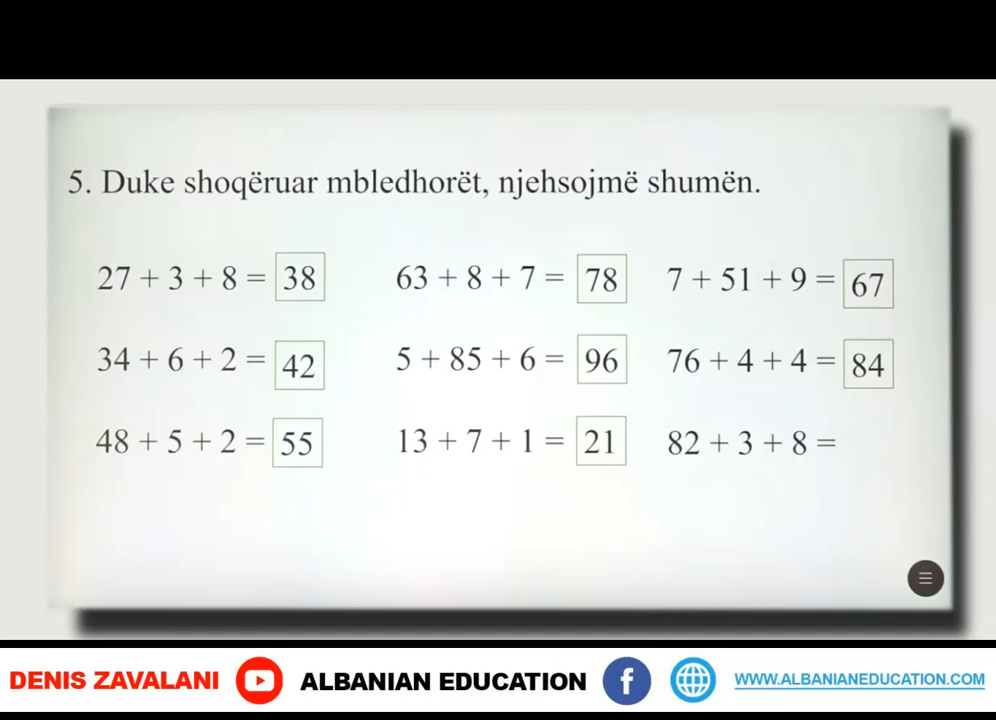 5. Duke shoqëruar mbledhorët, njehsojmë shumën.
27 + 3 + 8 = 38 63 + 8 + 7 = 78 7 + 51 + 9 = 67
34 + 6 + 2 = 42 5 + 85 + 6 = 96 76 + 4 + 4 = 84
48 + 5 + 2 = 55 13 + 7 + 1 = 21 82 + 3 + 8 =
DENIS ZAVALANI ALBANIAN EDUCATION f WWW.ALBANIANEDUCATION.COM